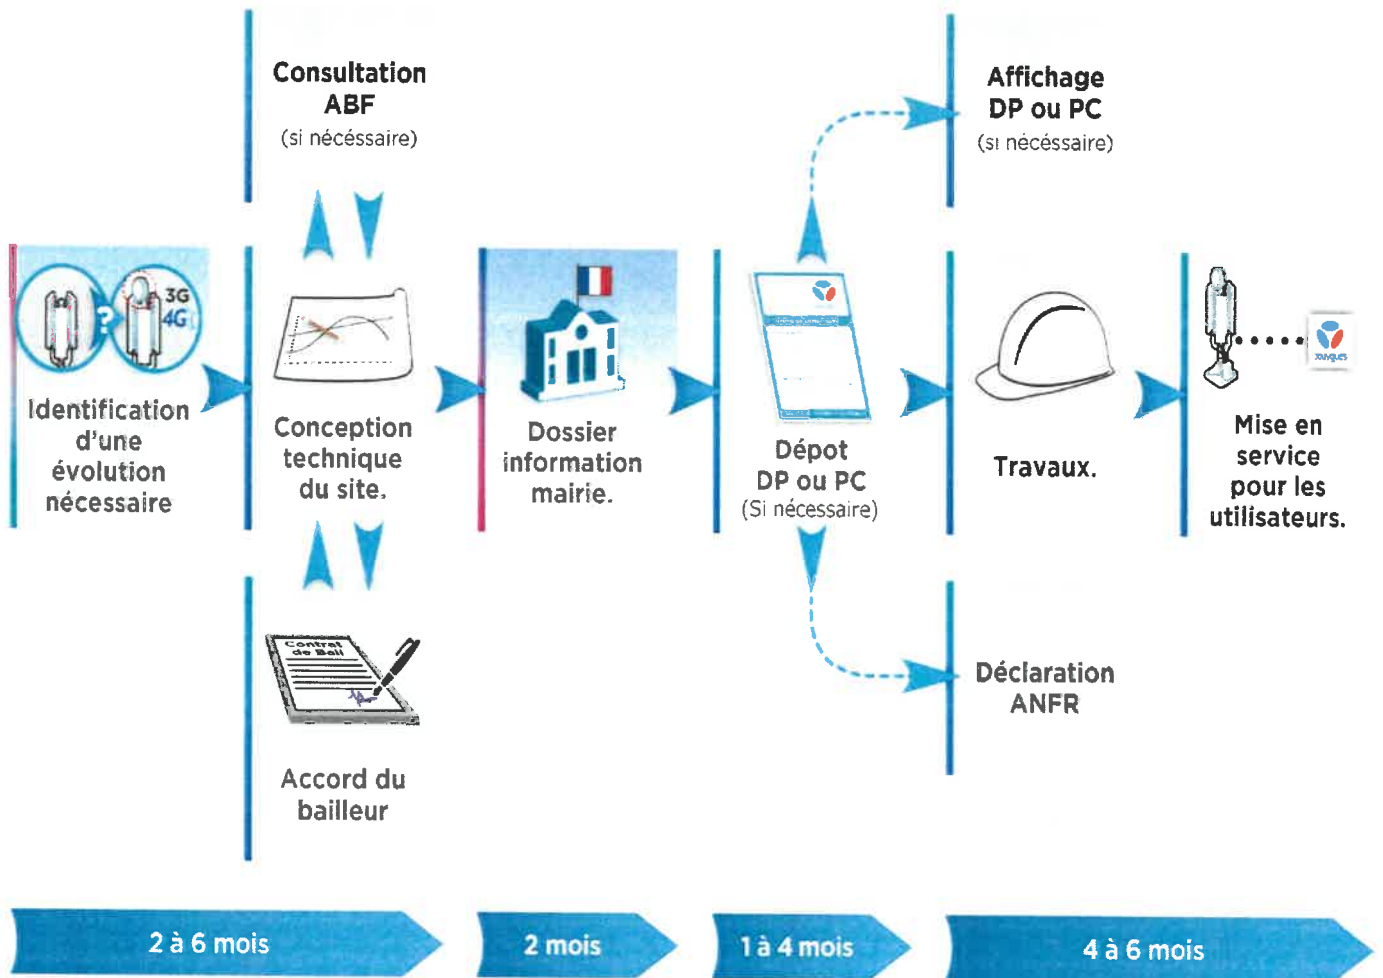 Consultation
ABF
(si nécéssaire)
Affichage
DP ou PC
(si nécéssaire)
3G
4G
?
Identification
d'une
évolution
nécessaire
Conception
technique
du site.
Dossier
information
mairie.
Dépot
DP ou PC
(Si nécessaire)
Travaux.
Mise en
service
pour les
utilisateurs.
Contrat
de Bail
Accord du
bailleur
Déclaration
ANFR
2 à 6 mois
2 mois
1 à 4 mois
4 à 6 mois